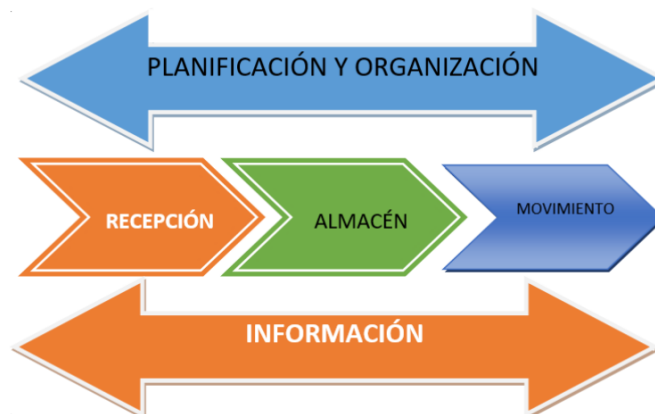 PLANIFICACIÓN Y ORGANIZACIÓN
RECEPCIÓN
ALMACÉN
MOVIMIENTO
INFORMACIÓN